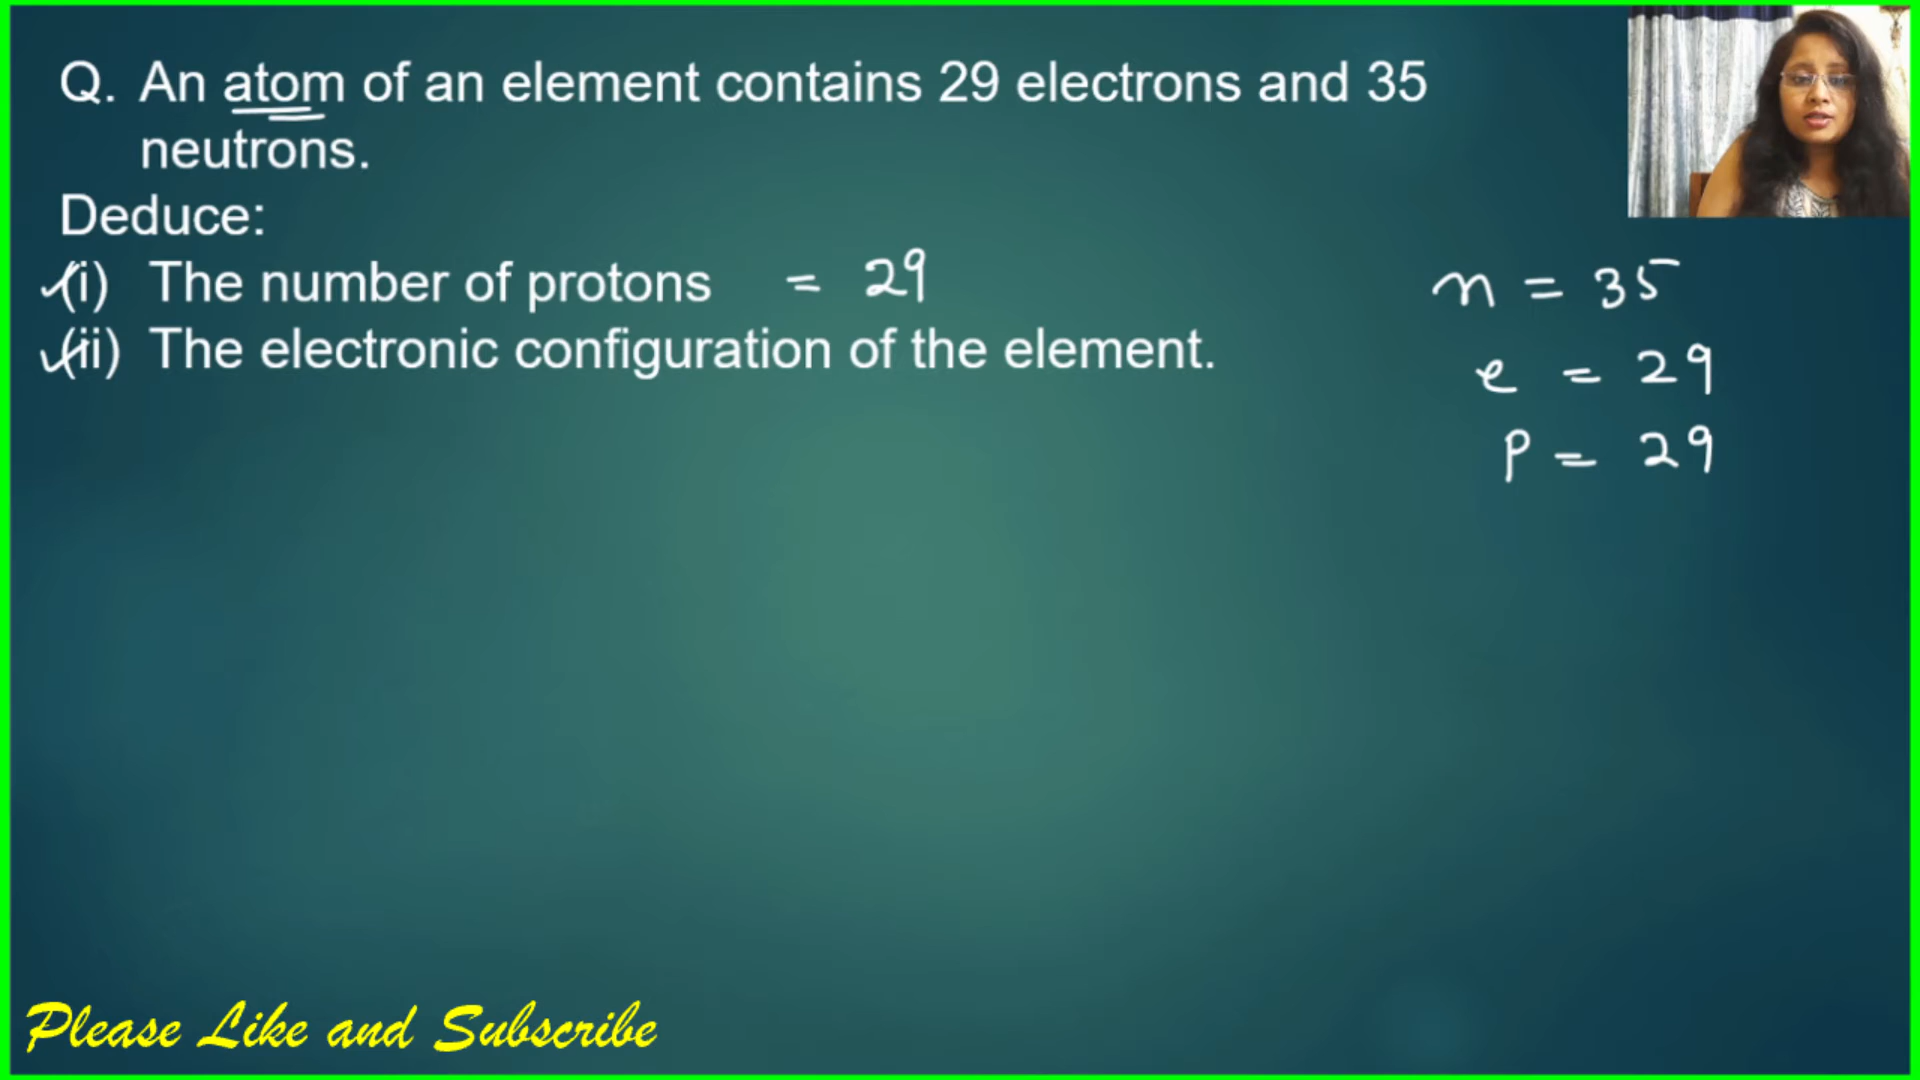 Q. An atom of an element contains 29 electrons and 35
neutrons.
Deduce:
(i) The number of protons = 29
(ii) The electronic configuration of the element.
n = 35
e = 29
p = 29
Please Like and Subscribe